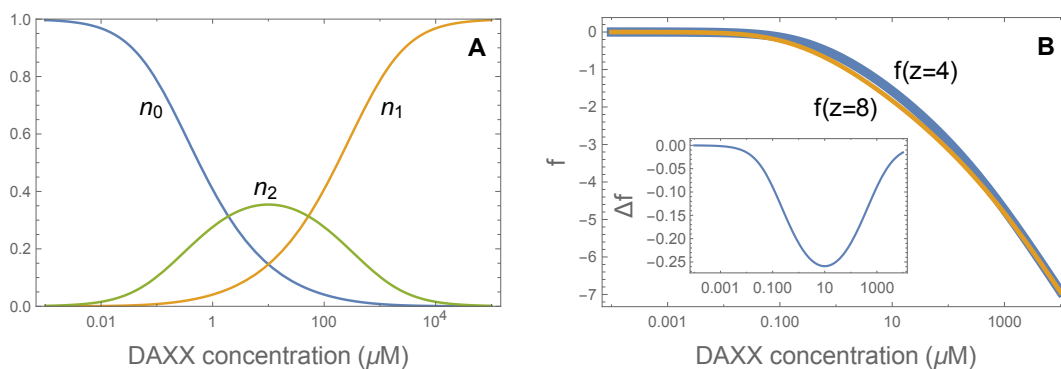 A
1.0
0.8
0.6
0.4
0.2
0.0
n0
n1
n2
0.01
1
100
10^4
DAXX concentration (μM)
B
0
−1
−2
−3
−4
−5
−6
−7
f
f(z=4)
f(z=8)
0.00
−0.05
−0.10
−0.15
−0.20
−0.25
Δf
0.001
0.100
10
1000
0.001
0.100
10
1000
DAXX concentration (μM)